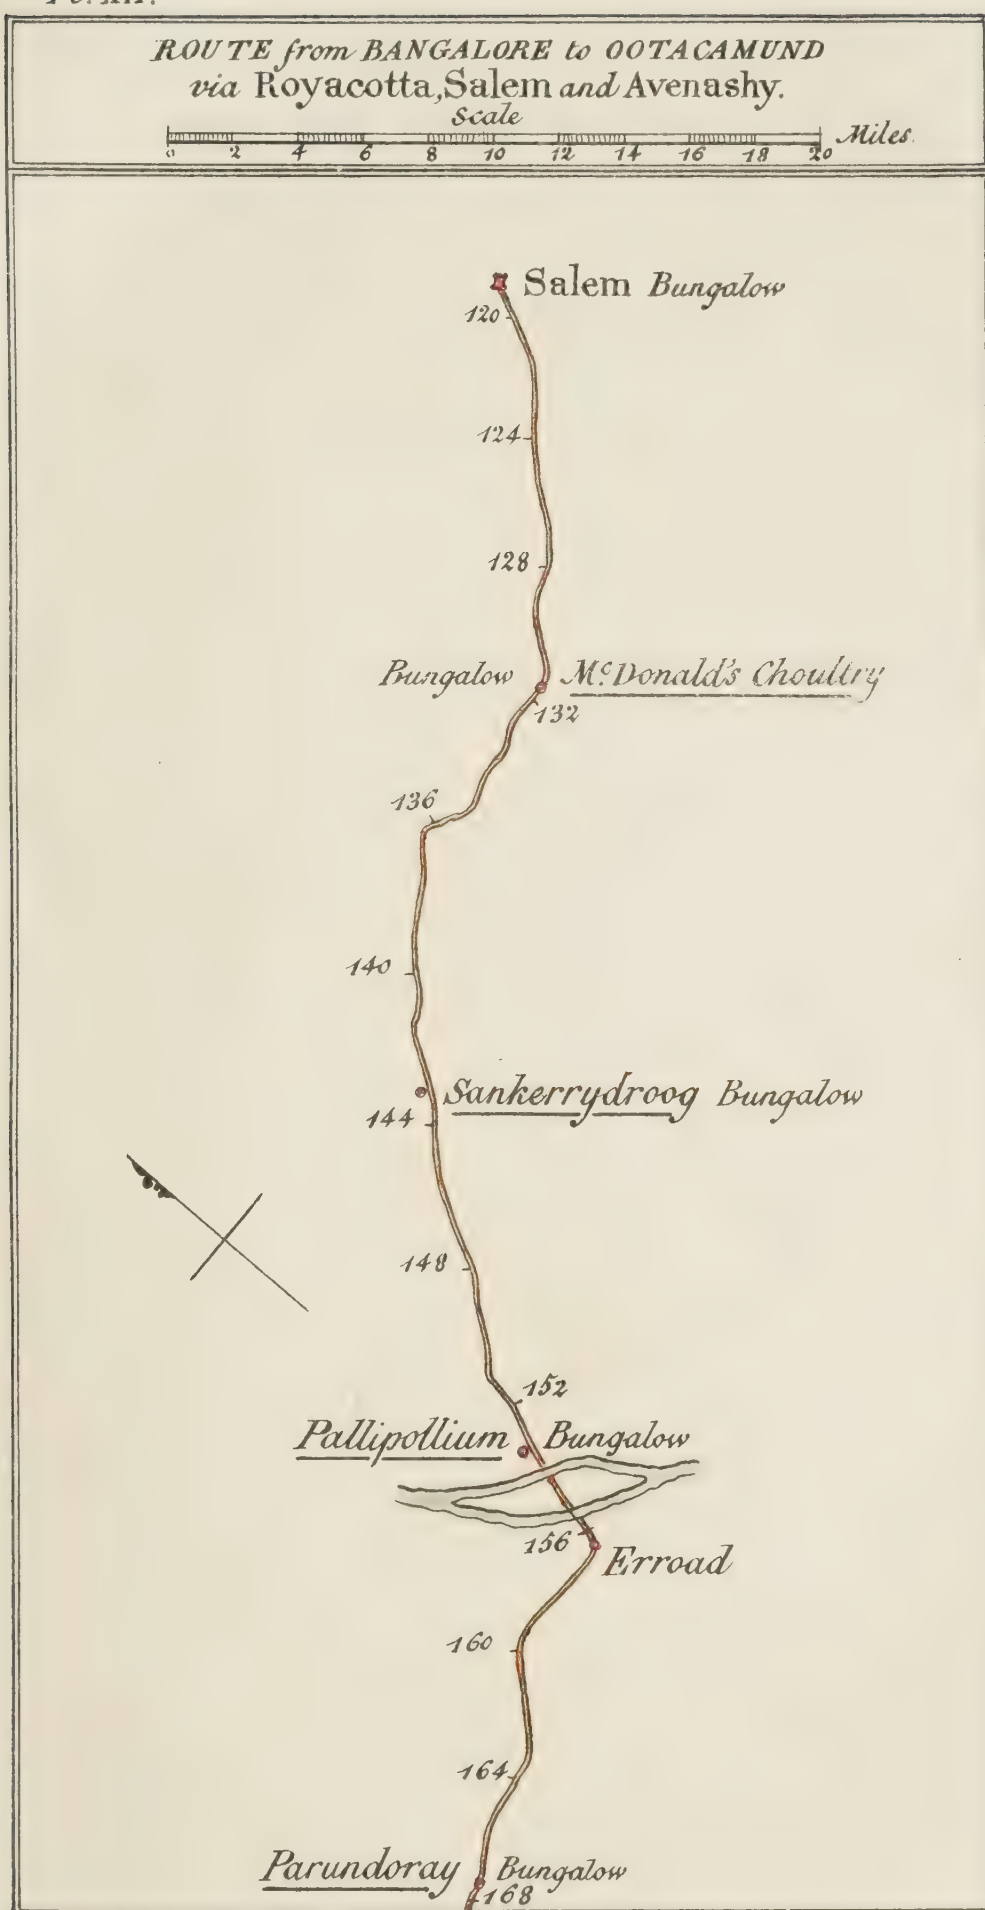 ROUTE from BANGALORE to OOTACAMUND
via Royacotta, Salem and Avenashy.
Scale
0 2 4 6 8 10 12 14 16 18 20 Miles.
Salem Bungalow
120
124
128
Bungalow McDonald's Choultry
132
136
140
Sankerrydroog Bungalow
144
148
152
Pallipollium Bungalow
156
Erroad
160
164
Parundoray Bungalow
168